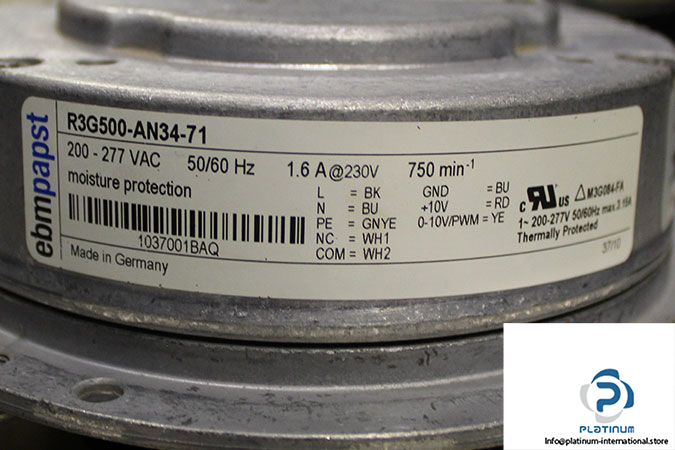 ebmpapst
R3G500-AN34-71
200 - 277 VAC 50/60 Hz 1.6 A@230V 750 min-1
moisture protection
1037001BAQ
Made in Germany
L = BK
N = BU
PE = GNYE
NC = WH1
COM = WH2
GND = BU
+10V = RD
0-10V/PWM = YE
C RU US △M3G084-FA
1~ 200-277V 50/60Hz max.3.15A
Thermally Protected
37/10
PLATINUM
Info@platinum-international.store